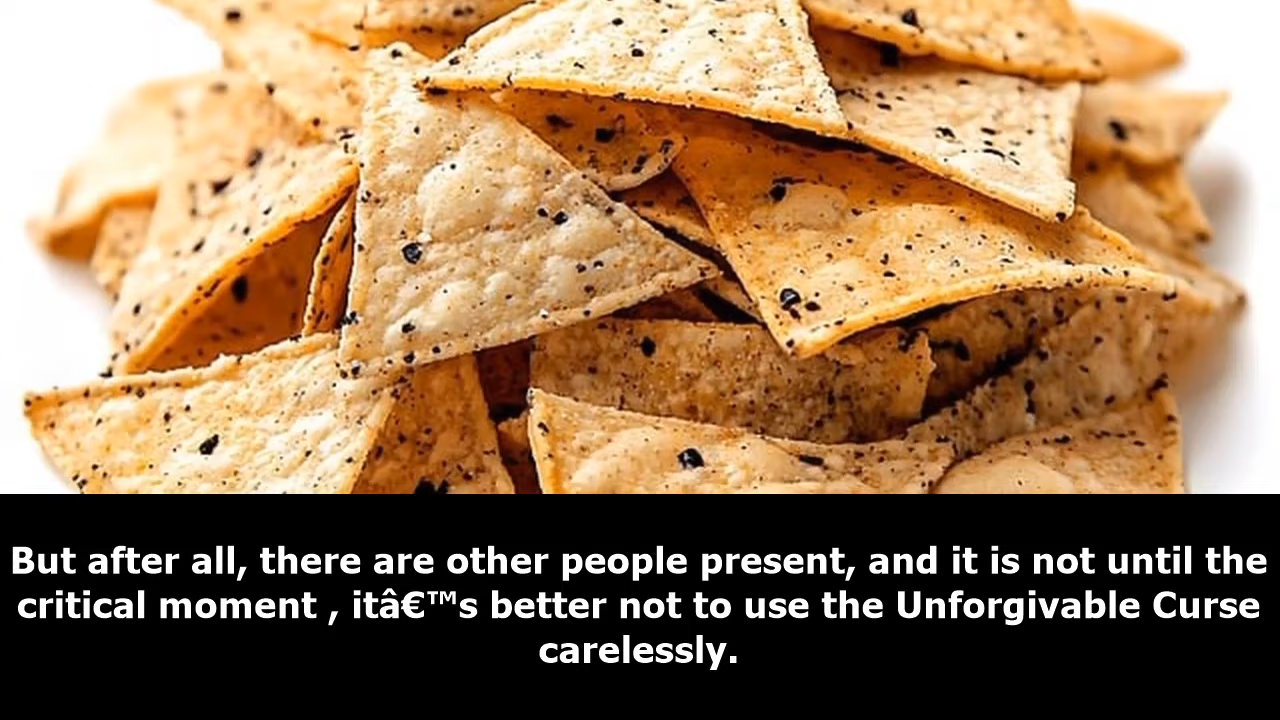 But after all, there are other people present, and it is not until the
critical moment , itâ€™s better not to use the Unforgivable Curse
carelessly.